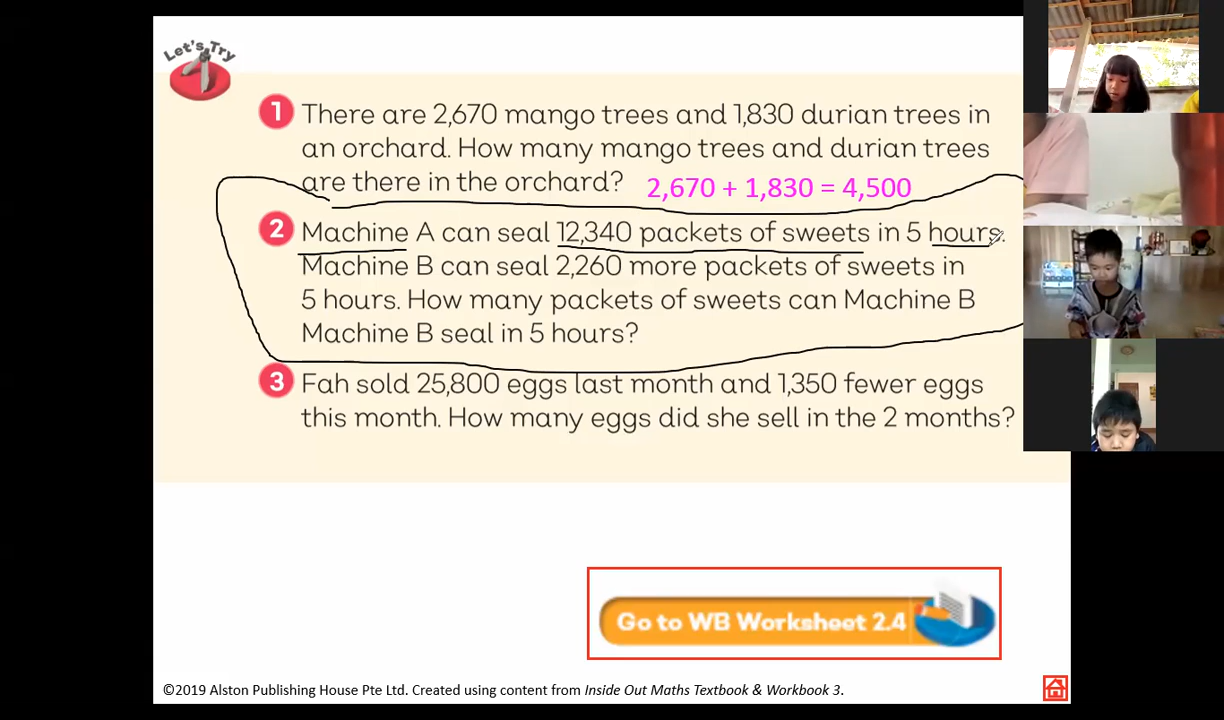 Let's Try
1 There are 2,670 mango trees and 1,830 durian trees in
an orchard. How many mango trees and durian trees
are there in the orchard? 2,670 + 1,830 = 4,500
2 Machine A can seal 12,340 packets of sweets in 5 hours.
Machine B can seal 2,260 more packets of sweets in
5 hours. How many packets of sweets can Machine B
Machine B seal in 5 hours?
3 Fah sold 25,800 eggs last month and 1,350 fewer eggs
this month. How many eggs did she sell in the 2 months?
Go to WB Worksheet 2.4
©2019 Alston Publishing House Pte Ltd. Created using content from Inside Out Maths Textbook & Workbook 3.